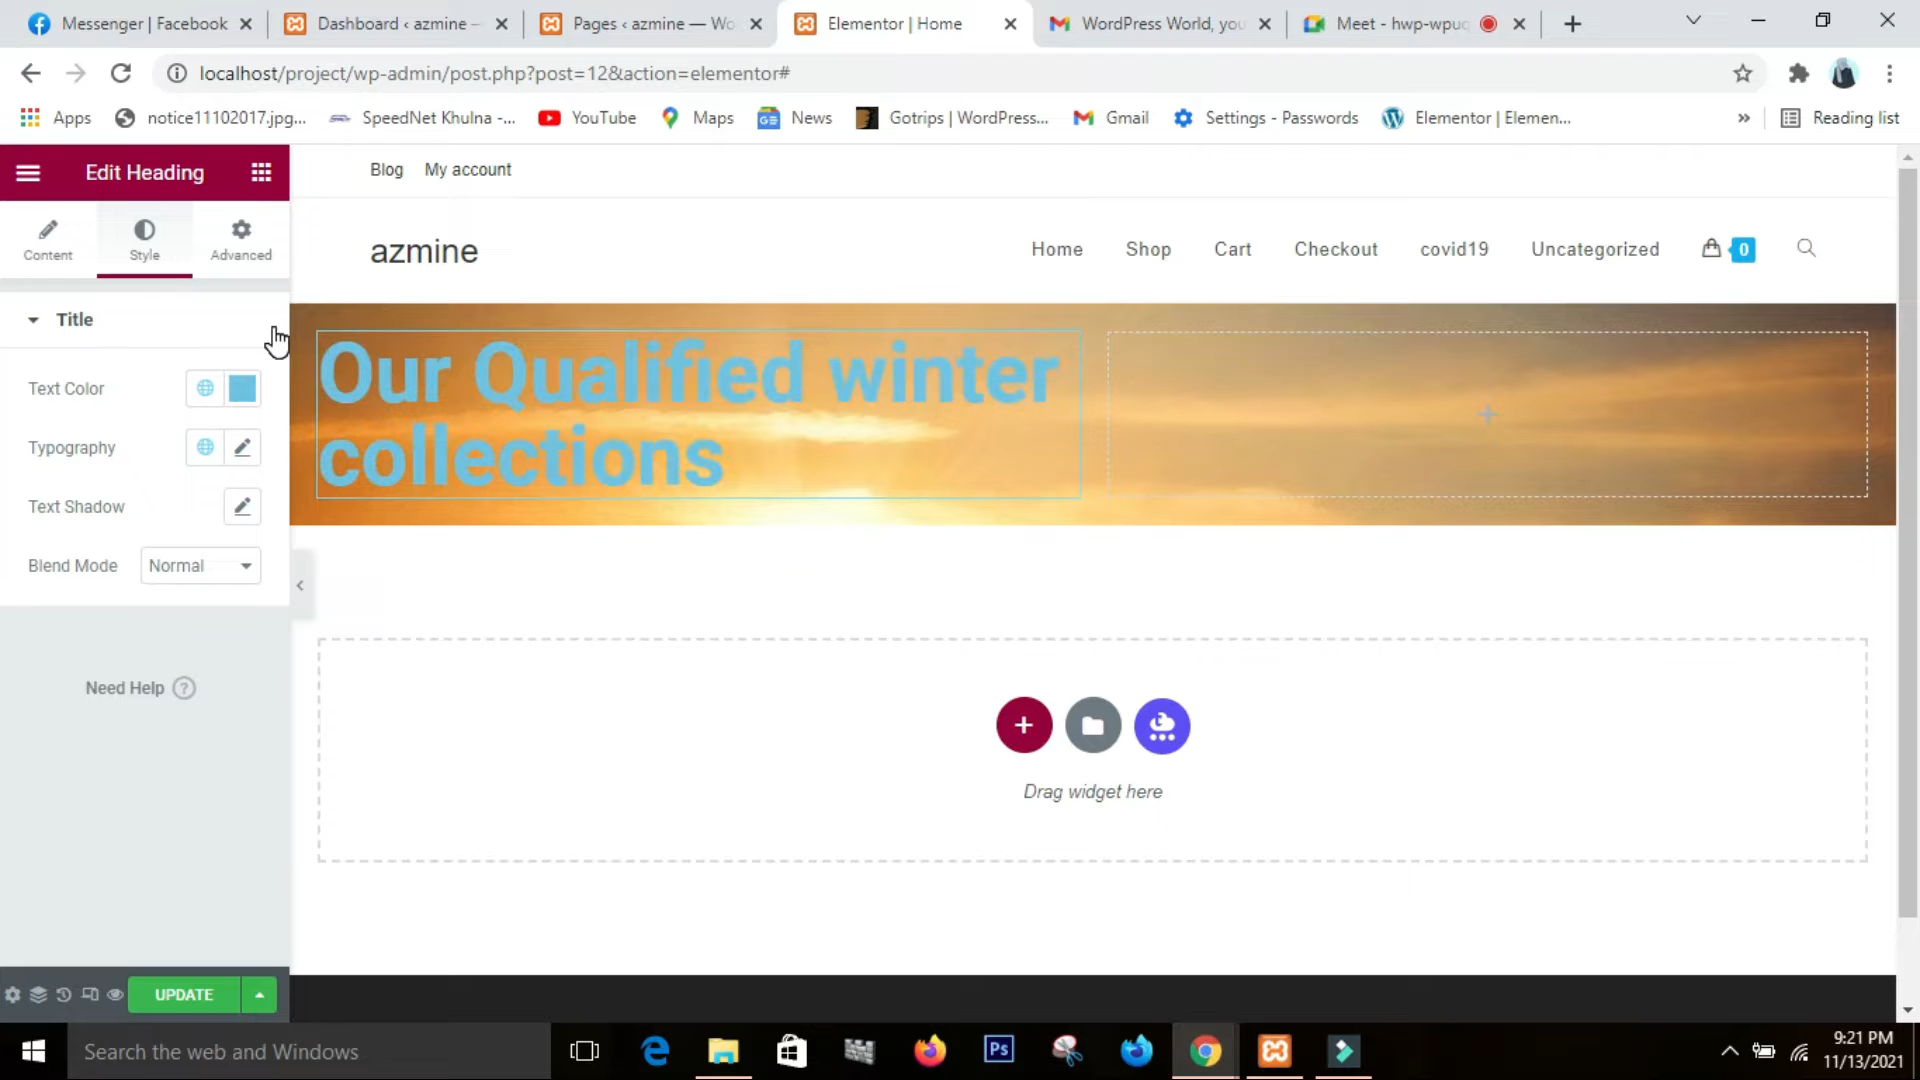 Messenger | Facebook
Dashboard ‹ azmine —
Pages ‹ azmine — Wo
Elementor | Home
WordPress World, you
Meet - hwp-wpuq
localhost/project/wp-admin/post.php?post=12&action=elementor#
Apps
notice11102017.jpg...
SpeedNet Khulna -...
YouTube
Maps
News
Gotrips | WordPress...
Gmail
Settings - Passwords
Elementor | Elemen...
»
Reading list
Edit Heading
Blog
My account
Content
Style
Advanced
azmine
Home
Shop
Cart
Checkout
covid19
Uncategorized
0
Title
Text Color
Typography
Text Shadow
Blend Mode
Normal
Our Qualified winter
collections
Need Help
?
Drag widget here
UPDATE
Search the web and Windows
Ps
9:21 PM
11/13/2021